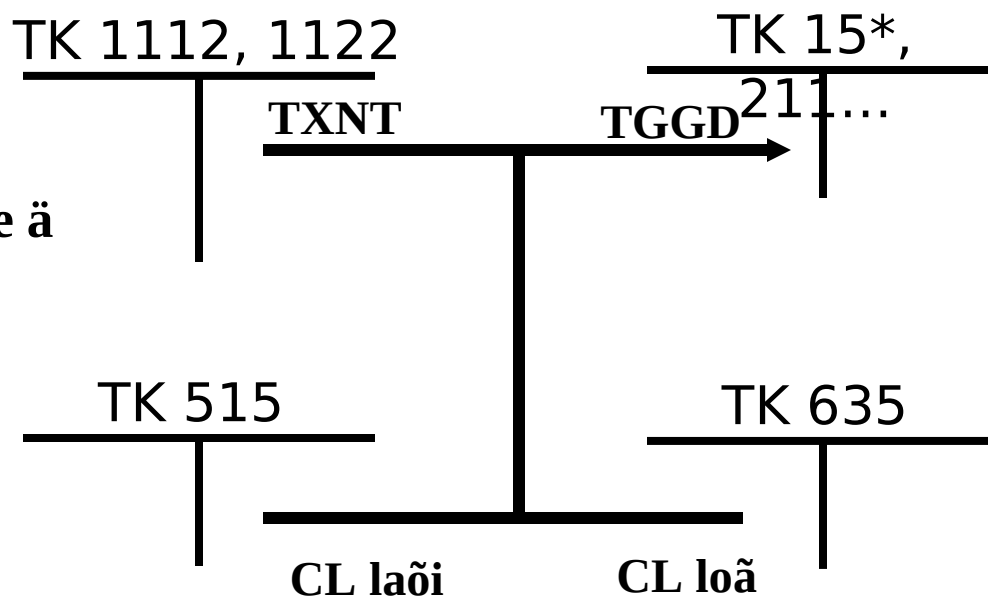 TK 1112, 1122
TK 15*,
211...
TXNT
TGGD
e ä
TK 515
TK 635
CL laõi
CL loã